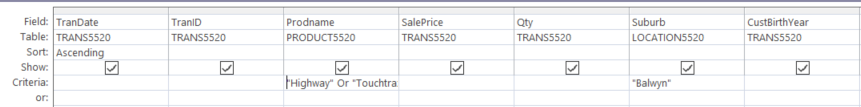 Field: TranDate TranID Prodname SalePrice Qty Suburb CustBirthYear
Table: TRANS5520 TRANS5520 PRODUCT5520 TRANS5520 TRANS5520 LOCATION5520 TRANS5520
Sort: Ascending
Show:
Criteria: "Highway" Or "Touchtra "Balwyn"
or: